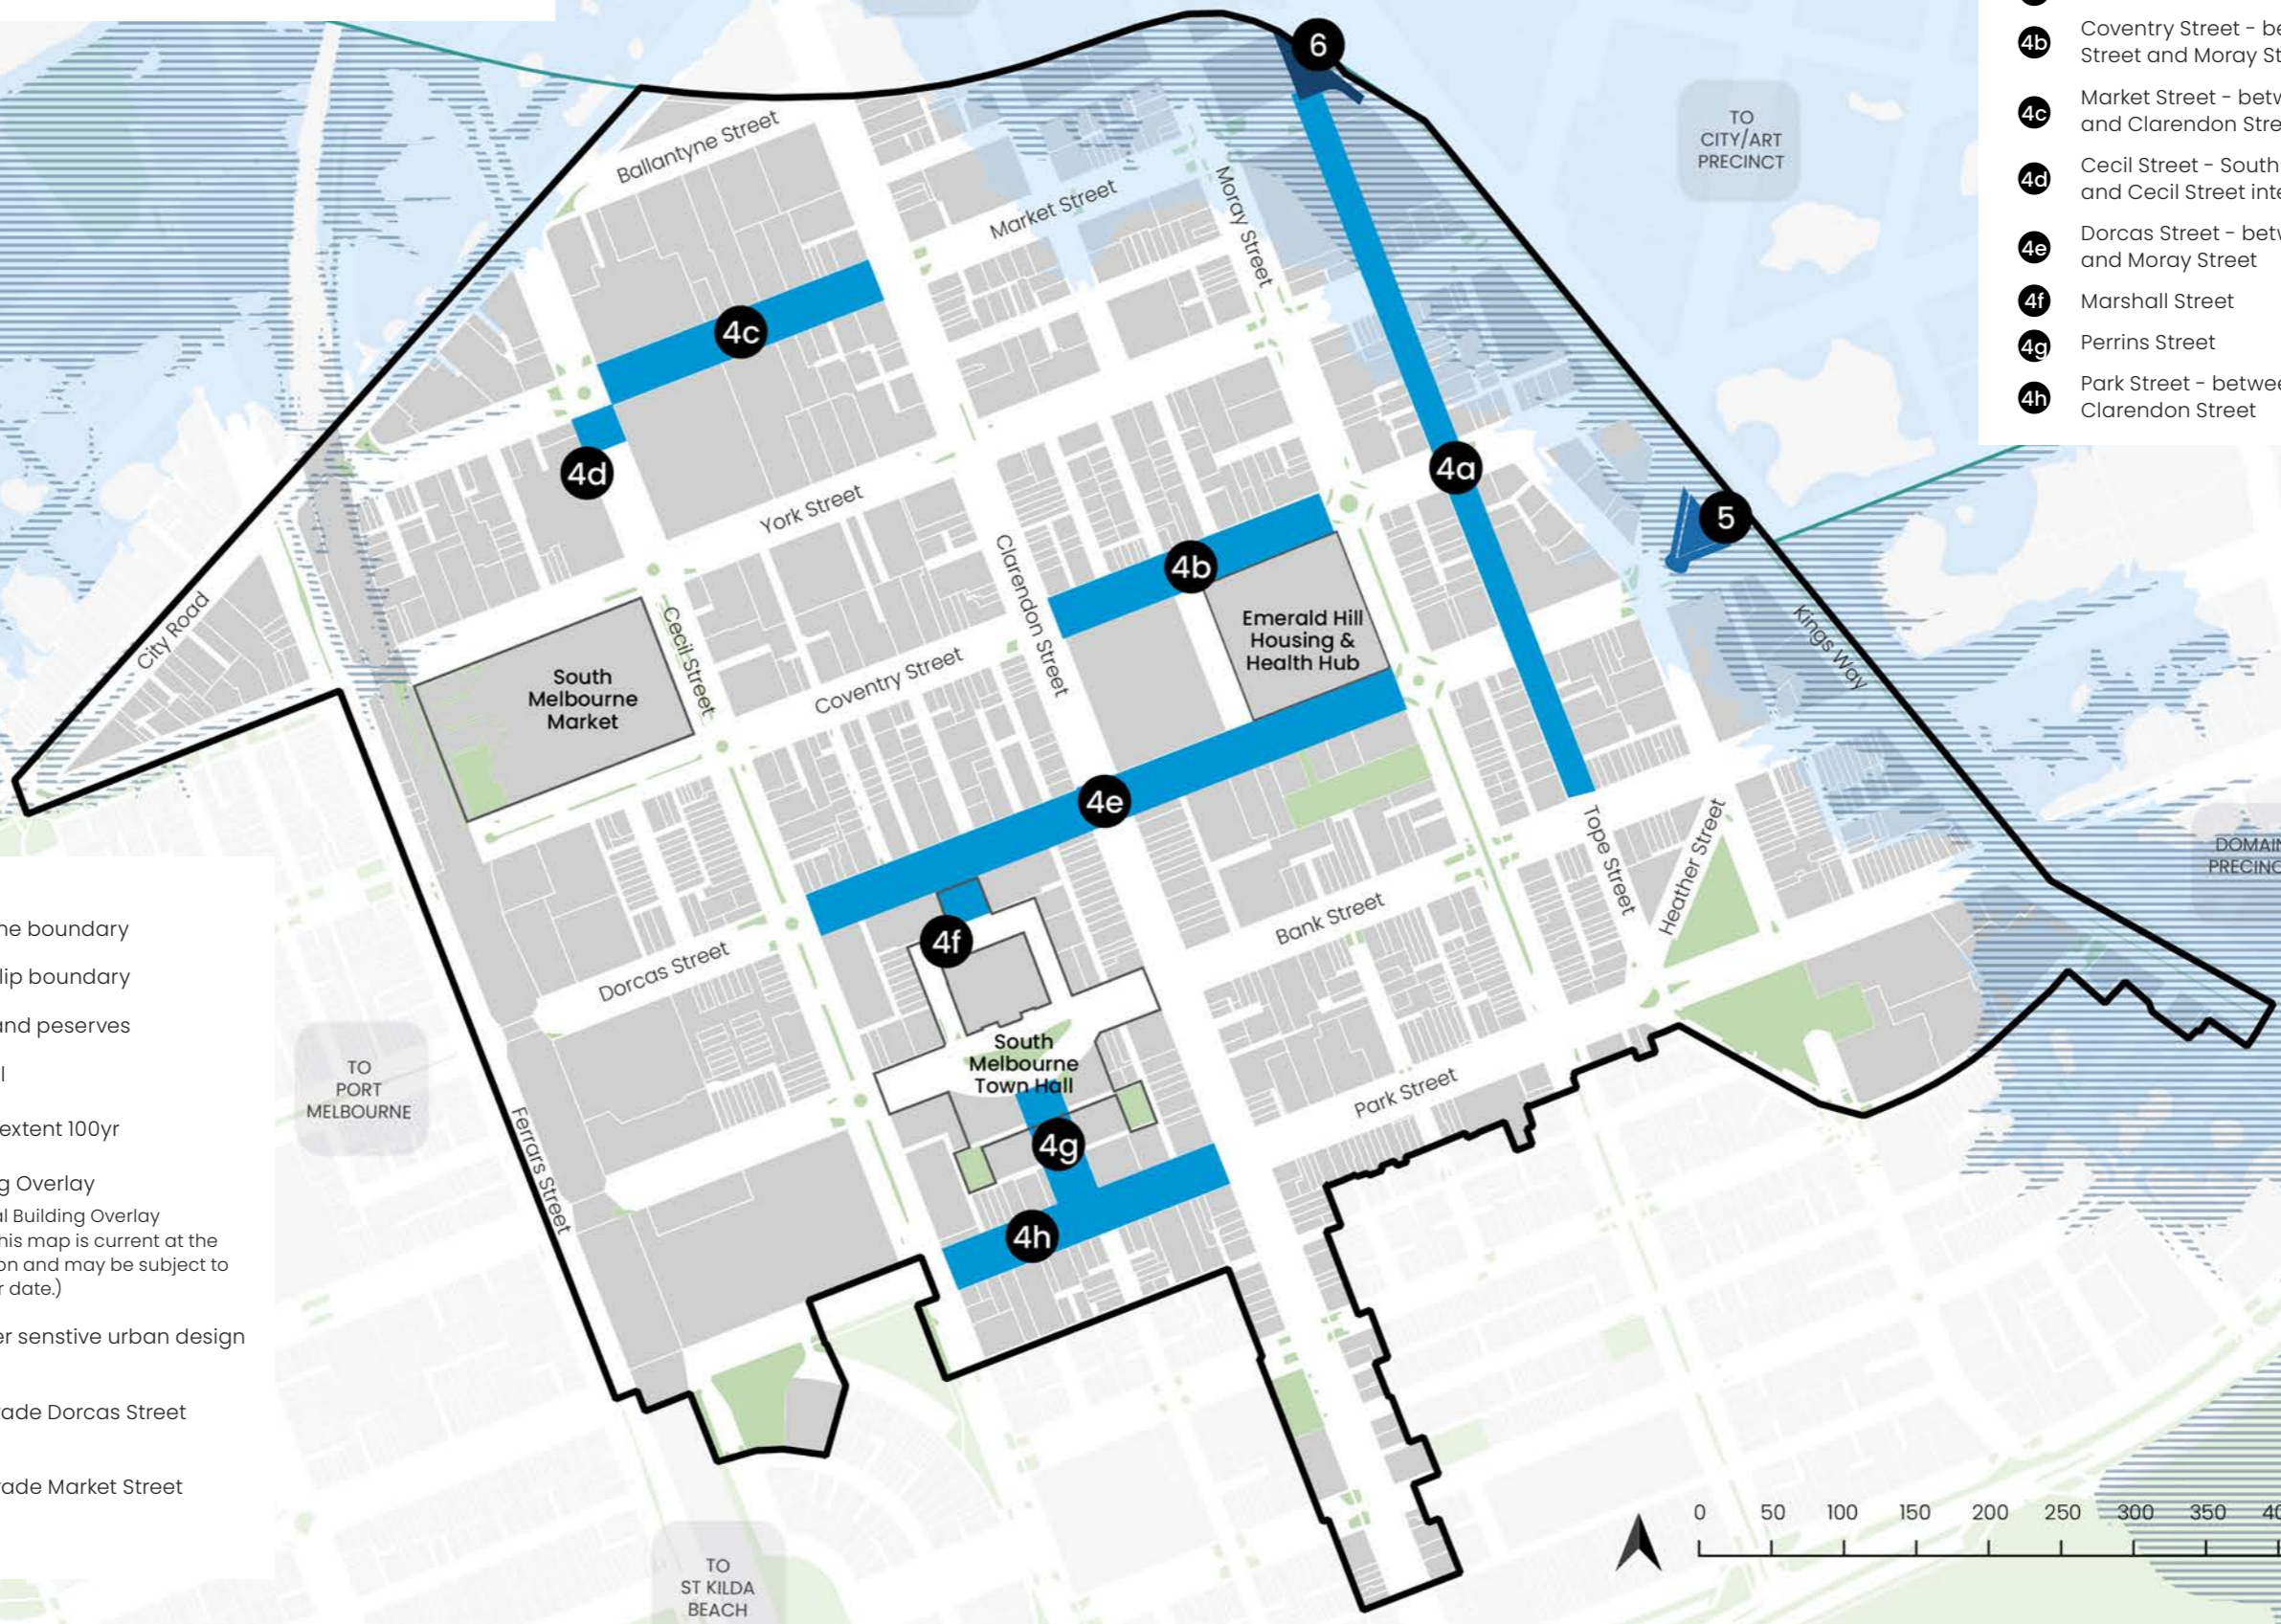 6
4b
Coventry Street - be
Street and Moray St
4c
Market Street - betw
and Clarendon Stre
4d
Cecil Street - South
and Cecil Street inte
4e
Dorcas Street - betw
and Moray Street
4f
Marshall Street
4g
Perrins Street
4h
Park Street - betwee
Clarendon Street
TO
CITY/ART
PRECINCT
Ballantyne Street
Market Street
Moray Street
4c
4d
4a
York Street
5
4b
Clarendon Street
Emerald Hill
Housing &
Health Hub
City Road
Cecil Street
Kings Way
South
Melbourne
Market
Coventry Street
4e
Tope Street
Heather Street
DOMAIN
PRECINC
Bank Street
4f
Dorcas Street
South
Melbourne
Town Hall
TO
PORT
MELBOURNE
Park Street
Ferrars Street
4g
4h
ne boundary
lip boundary
and peserves
l
extent 100yr
g Overlay
al Building Overlay
his map is current at the
on and may be subject to
r date.)
er senstive urban design
rade Dorcas Street
rade Market Street
TO
ST KILDA
BEACH
0 50 100 150 200 250 300 350 40